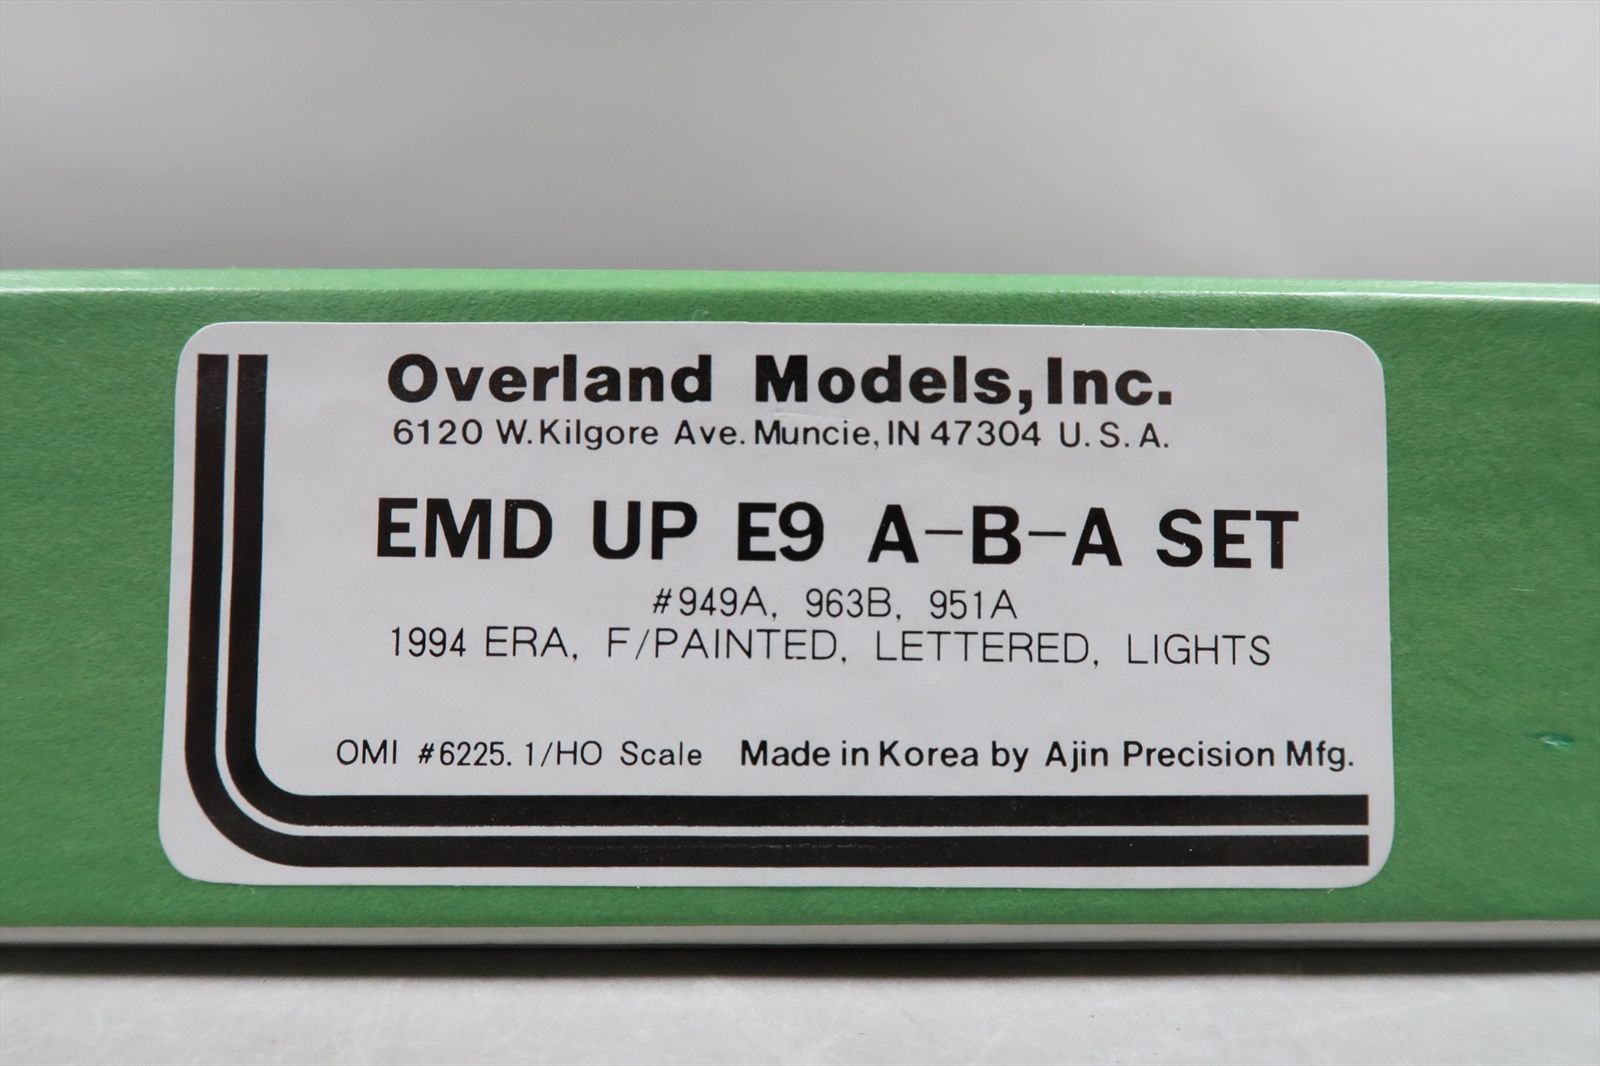 Overland Models, Inc.
6120 W. Kilgore Ave. Muncie, IN 47304 U.S.A.
EMD UP E9 A-B-A SET
#949A, 963B, 951A
1994 ERA, F/PAINTED, LETTERED, LIGHTS
OMI #6225.1/HO Scale Made in Korea by Ajin Precision Mfg.